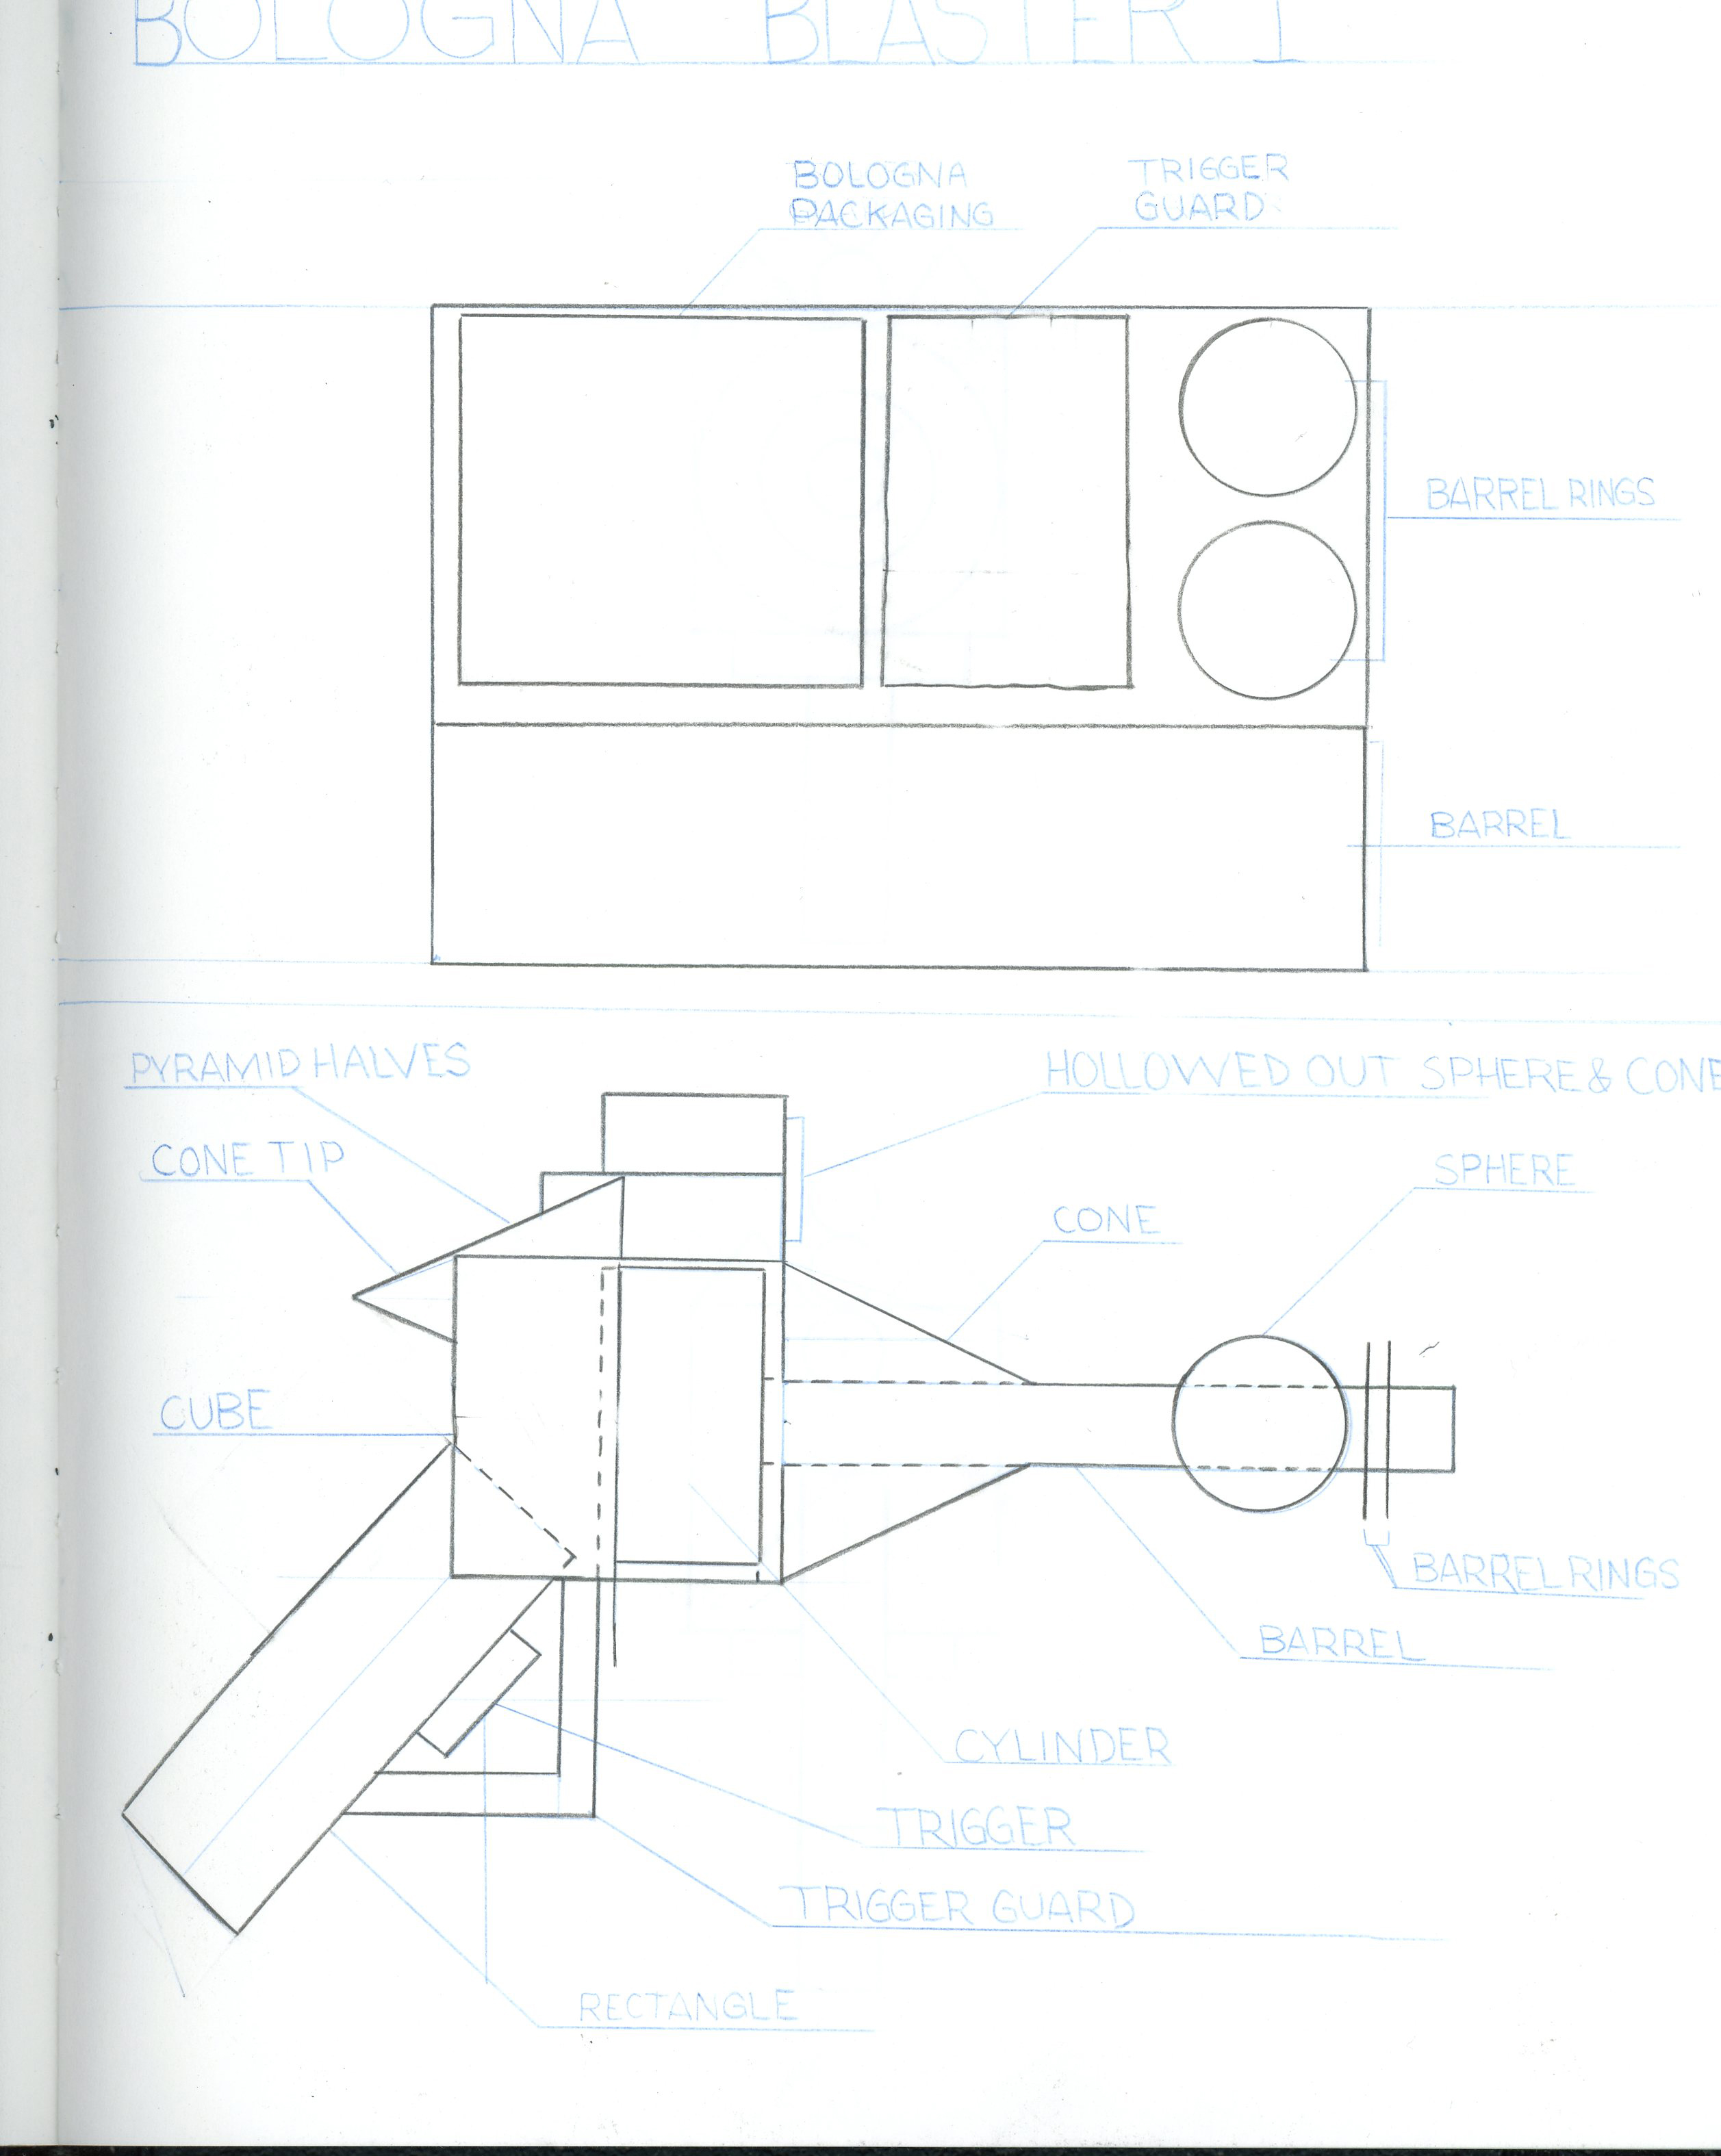 BOLOGNA BLASTER 1
BOLOGNA
PACKAGING
TRIGGER
GUARD
BARREL RINGS
BARREL
PYRAMID HALVES
HOLLOWED OUT SPHERE & CONE
CONE TIP
SPHERE
CONE
CUBE
BARREL RINGS
BARREL
CYLINDER
TRIGGER
TRIGGER GUARD
RECTANGLE